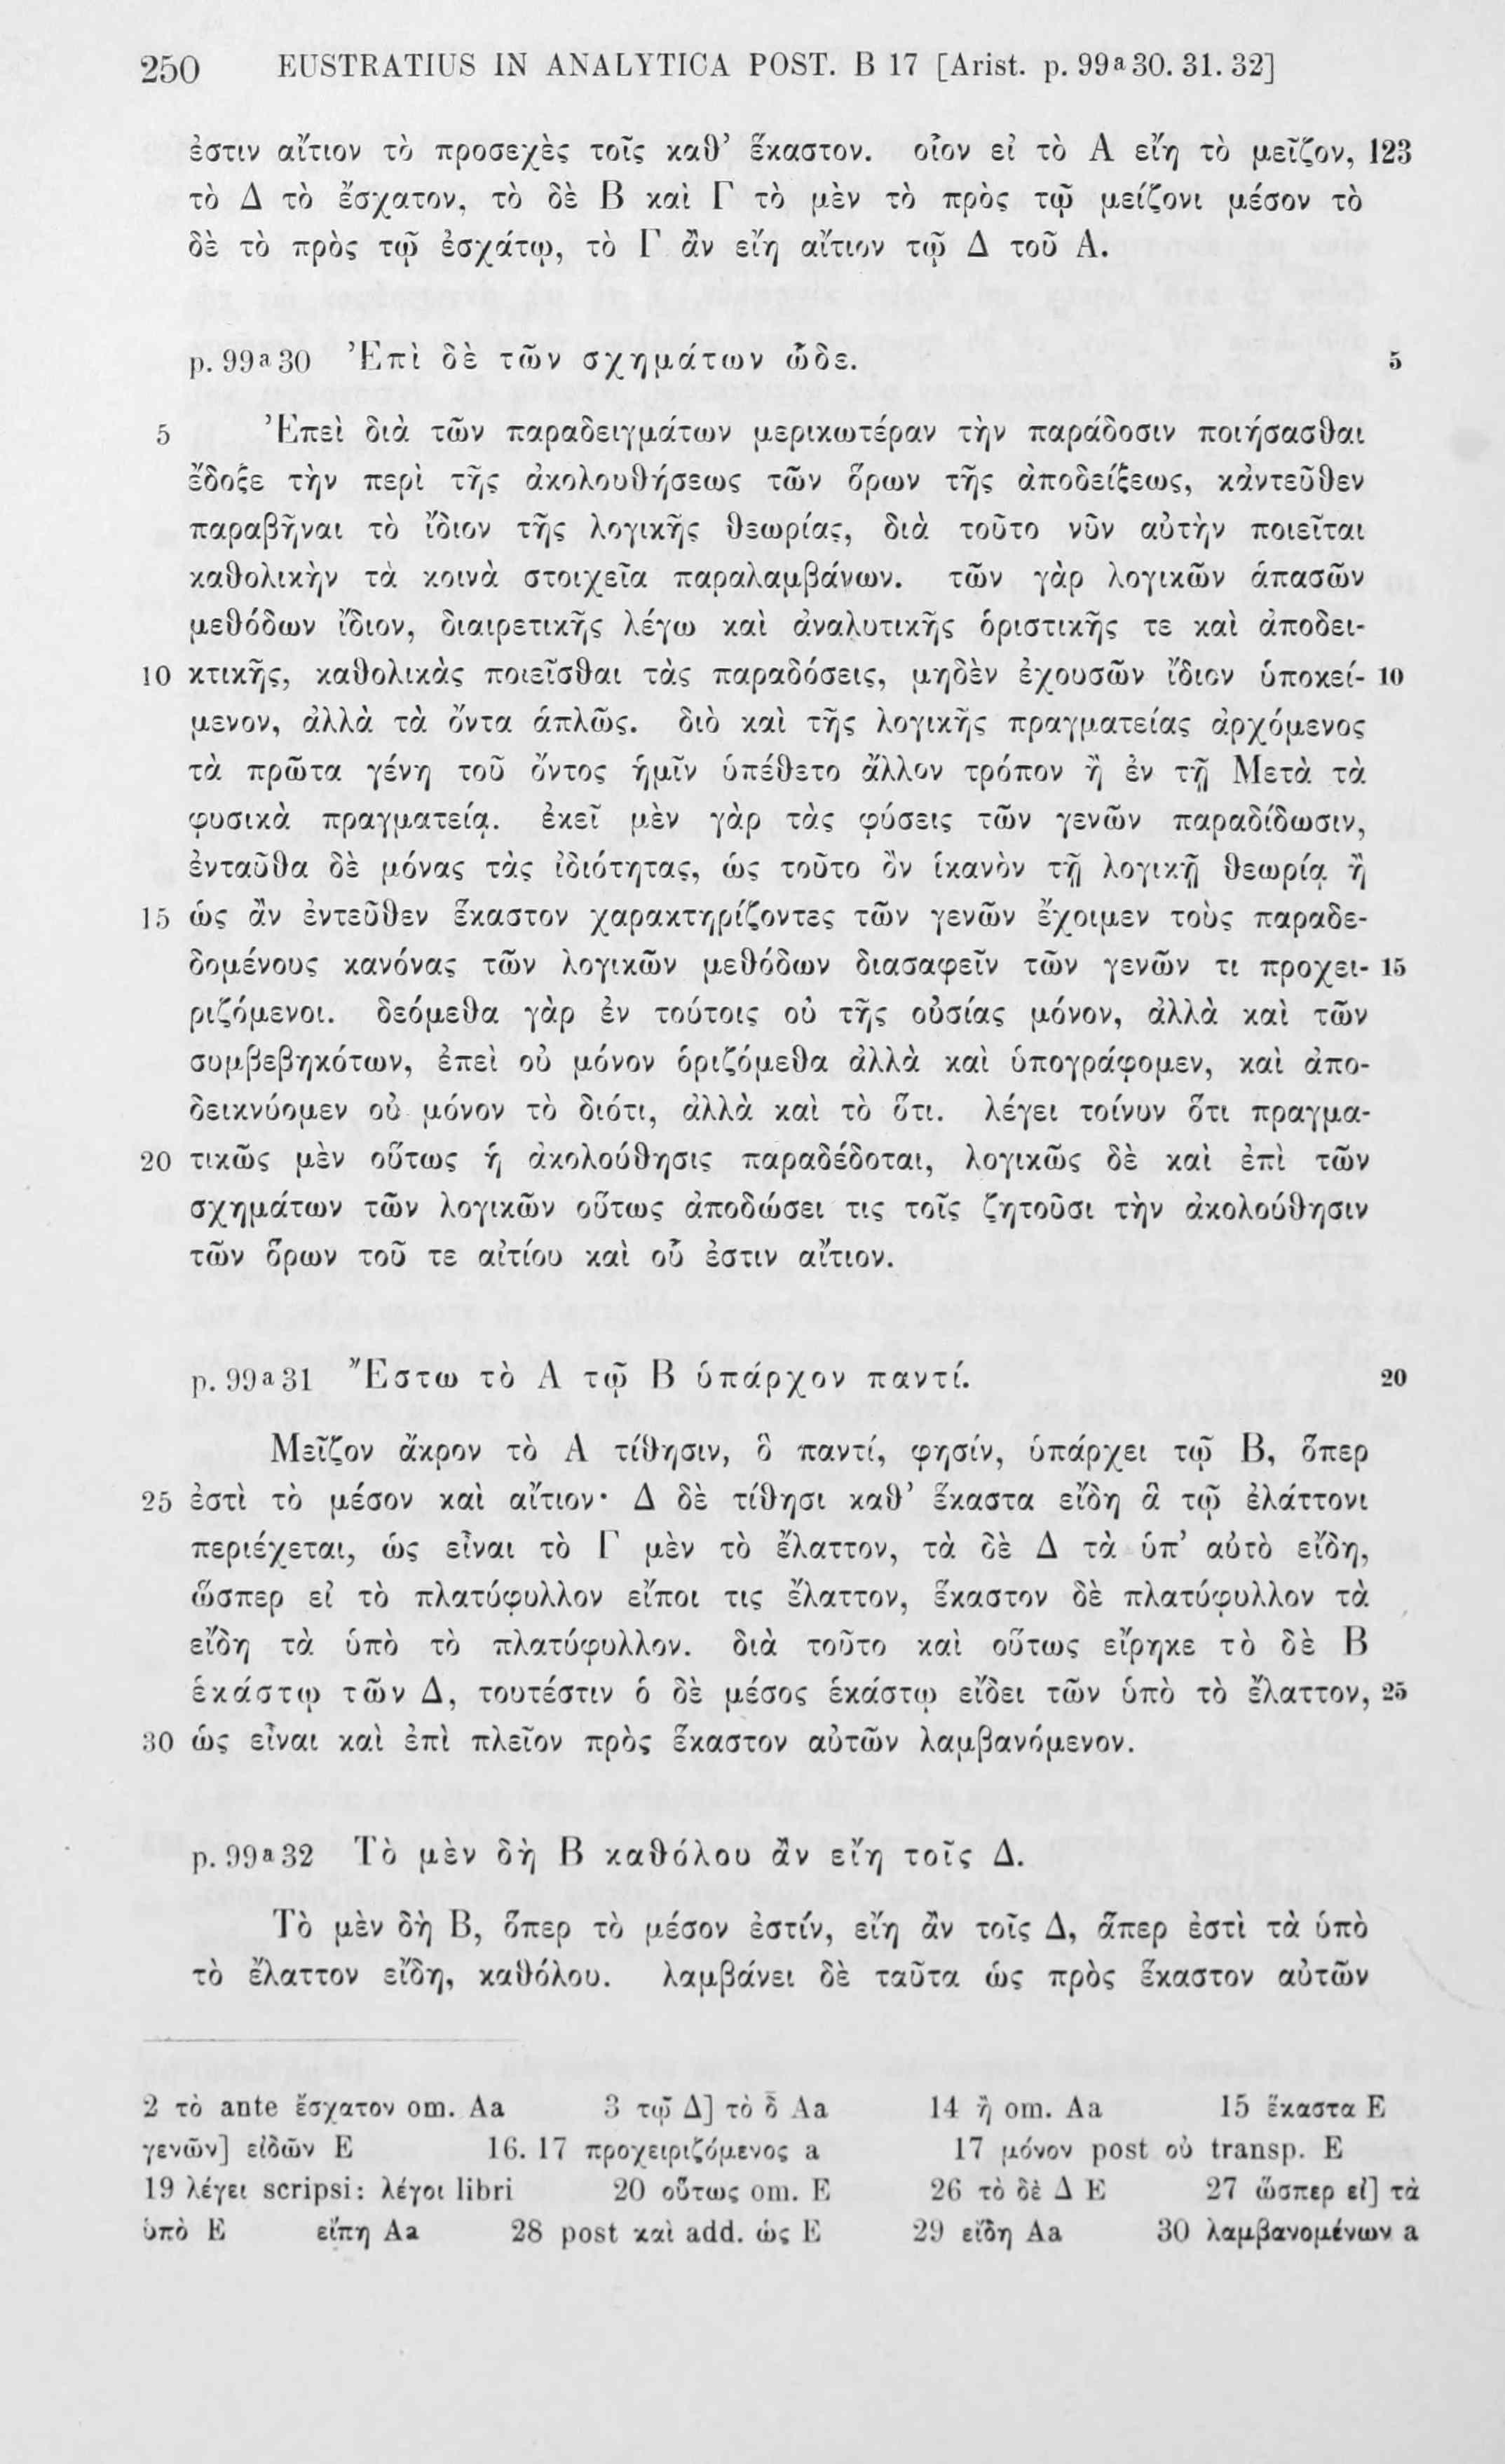 250 EUSTRATIUS IN ANALYTICA POST. B 17 [Arist. p. 99a30. 31. 32]
ἐστιν αἴτιον τὸ προσεχὲς τοῖς καθ’ ἕκαστον. οἷον εἰ τὸ Α εἴη τὸ μεῖζον, 123
τὸ Δ τὸ ἔσχατον, τὸ δὲ Β καὶ Γ τὸ μὲν τὸ πρὸς τῷ μείζονι μέσον τὸ
δὲ τὸ πρὸς τῷ ἐσχάτῳ, τὸ Γ ἂν εἴη αἴτιον τῷ Δ τοῦ Α.
p. 99a30 Ἐπὶ δὲ τῶν σχημάτων ὧδε. 5
5 Ἐπεὶ διὰ τῶν παραδειγμάτων μερικωτέραν τὴν παράδοσιν ποιήσασθαι
ἔδοξε τὴν περὶ τῆς ἀκολουθήσεως τῶν ὅρων τῆς ἀποδείξεως, κἀντεῦθεν
παραβῆναι τὸ ἴδιον τῆς λογικῆς θεωρίας, διὰ τοῦτο νῦν αὐτὴν ποιεῖται
καθολικὴν τὰ κοινὰ στοιχεῖα παραλαμβάνων. τῶν γὰρ λογικῶν ἁπασῶν
μεθόδων ἴδιον, διαιρετικῆς λέγω καὶ ἀναλυτικῆς ὁριστικῆς τε καὶ ἀποδει-
10 κτικῆς, καθολικὰς ποιεῖσθαι τὰς παραδόσεις, μηδὲν ἐχουσῶν ἴδιον ὑποκεί- 10
μενον, ἀλλὰ τὰ ὄντα ἁπλῶς. διὸ καὶ τῆς λογικῆς πραγματείας ἀρχόμενος
τὰ πρῶτα γένη τοῦ ὄντος ἡμῖν ὑπέθετο ἄλλον τρόπον ἢ ἐν τῇ Μετὰ τὰ
φυσικὰ πραγματείᾳ. ἐκεῖ μὲν γὰρ τὰς φύσεις τῶν γενῶν παραδίδωσιν,
ἐνταῦθα δὲ μόνας τὰς ἰδιότητας, ὡς τοῦτο ὂν ἱκανὸν τῇ λογικῇ θεωρίᾳ ἢ
15 ὡς ἂν ἐντεῦθεν ἕκαστον χαρακτηρίζοντες τῶν γενῶν ἔχοιμεν τοὺς παραδε-
δομένους κανόνας τῶν λογικῶν μεθόδων διασαφεῖν τῶν γενῶν τι προχει- 15
ριζόμενοι. δεόμεθα γὰρ ἐν τούτοις οὐ τῆς οὐσίας μόνον, ἀλλὰ καὶ τῶν
συμβεβηκότων, ἐπεὶ οὐ μόνον ὁριζόμεθα ἀλλὰ καὶ ὑπογράφομεν, καὶ ἀπο-
δεικνύομεν οὐ μόνον τὸ διότι, ἀλλὰ καὶ τὸ ὅτι. λέγει τοίνυν ὅτι πραγμα-
20 τικῶς μὲν οὕτως ἡ ἀκολούθησις παραδέδοται, λογικῶς δὲ καὶ ἐπὶ τῶν
σχημάτων τῶν λογικῶν οὕτως ἀποδώσει τις τοῖς ζητοῦσι τὴν ἀκολούθησιν
τῶν ὅρων τοῦ τε αἰτίου καὶ οὗ ἐστιν αἴτιον.
p. 99a31 Ἔστω τὸ Α τῷ Β ὑπάρχον παντί. 20
Μεῖζον ἄκρον τὸ Α τίθησιν, ὃ παντί, φησίν, ὑπάρχει τῷ Β, ὅπερ
25 ἐστὶ τὸ μέσον καὶ αἴτιον· Δ δὲ τίθησι καθ’ ἕκαστα εἴδη ἃ τῷ ἐλάττονι
περιέχεται, ὡς εἶναι τὸ Γ μὲν τὸ ἔλαττον, τὰ δὲ Δ τὰ ὑπ’ αὐτὸ εἴδη,
ὥσπερ εἰ τὸ πλατύφυλλον εἴποι τις ἔλαττον, ἕκαστον δὲ πλατύφυλλον τὰ
εἴδη τὰ ὑπὸ τὸ πλατύφυλλον. διὰ τοῦτο καὶ οὕτως εἴρηκε τὸ δὲ Β
ἑκάστῳ τῶν Δ, τουτέστιν ὁ δὲ μέσος ἑκάστῳ εἴδει τῶν ὑπὸ τὸ ἔλαττον, 25
30 ὡς εἶναι καὶ ἐπὶ πλεῖον πρὸς ἕκαστον αὐτῶν λαμβανόμενον.
p. 99a32 Τὸ μὲν δὴ Β καθόλου ἂν εἴη τοῖς Δ.
Τὸ μὲν δὴ Β, ὅπερ τὸ μέσον ἐστίν, εἴη ἂν τοῖς Δ, ἅπερ ἐστὶ τὰ ὑπὸ
τὸ ἔλαττον εἴδη, καθόλου. λαμβάνει δὲ ταῦτα ὡς πρὸς ἕκαστον αὐτῶν
2 τὸ ante ἔσχατον om. Aa 3 τῷ Δ] τὸ δ̄ Aa 14 ἢ om. Aa 15 ἕκαστα E
γενῶν] εἰδῶν E 16. 17 προχειριζόμενος a 17 μόνον post οὐ transp. E
19 λέγει scripsi: λέγοι libri 20 οὕτως om. E 26 τὸ δὲ Δ E 27 ὥσπερ εἰ] τὰ
ὑπὸ E εἴπῃ Aa 28 post καὶ add. ὡς E 29 εἴδη Aa 30 λαμβανομένων a